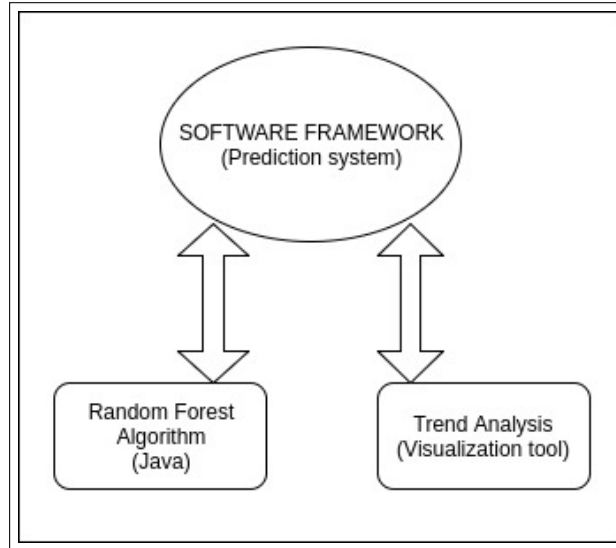 SOFTWARE FRAMEWORK
(Prediction system)
Random Forest
Algorithm
(Java)
Trend Analysis
(Visualization tool)